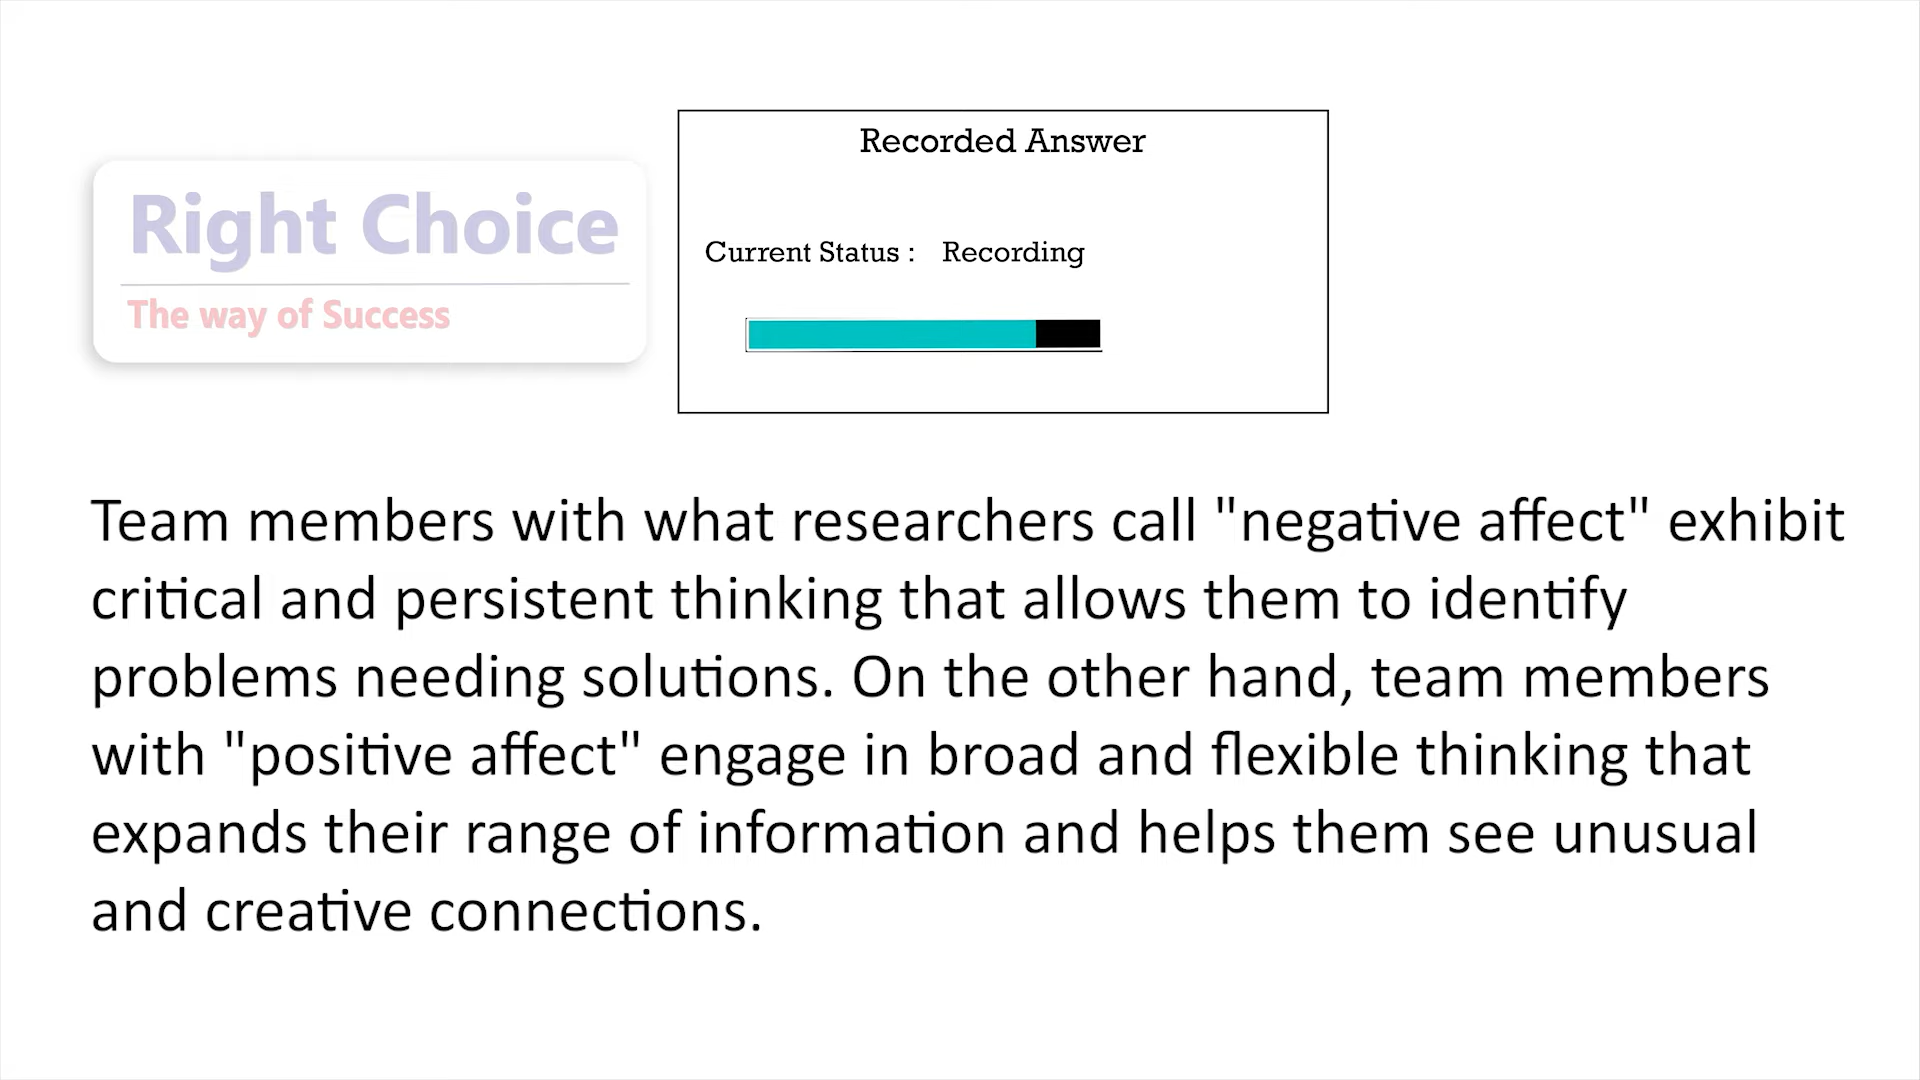 Right Choice
The way of Success
Recorded Answer
Current Status : Recording
Team members with what researchers call "negative affect" exhibit
critical and persistent thinking that allows them to identify
problems needing solutions. On the other hand, team members
with "positive affect" engage in broad and flexible thinking that
expands their range of information and helps them see unusual
and creative connections.